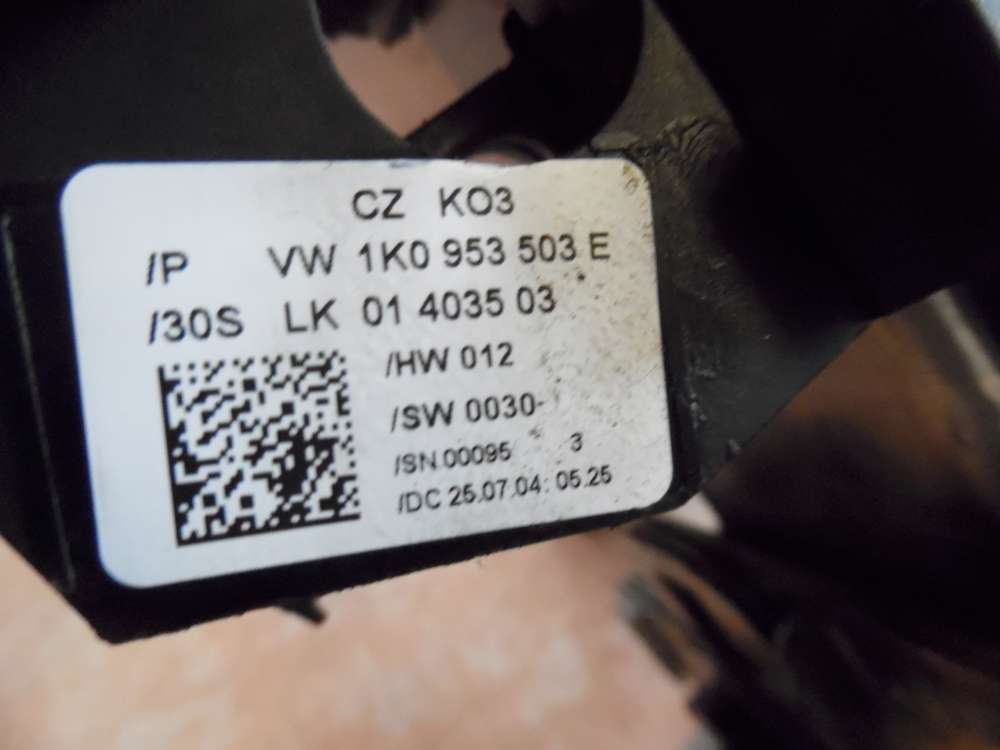 CZ KO3
/P VW 1K0 953 503 E
/30S LK 01 4035 03
/HW 012
/SW 0030-
/SN.00095 3
/DC 25.07.04: 05.25